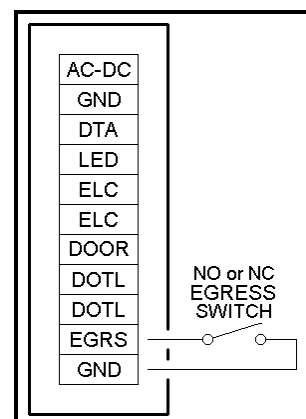 AC-DC
GND
DTA
LED
ELC
ELC
DOOR
DOTL
DOTL
EGRS
GND
NO or NC
EGRESS
SWITCH